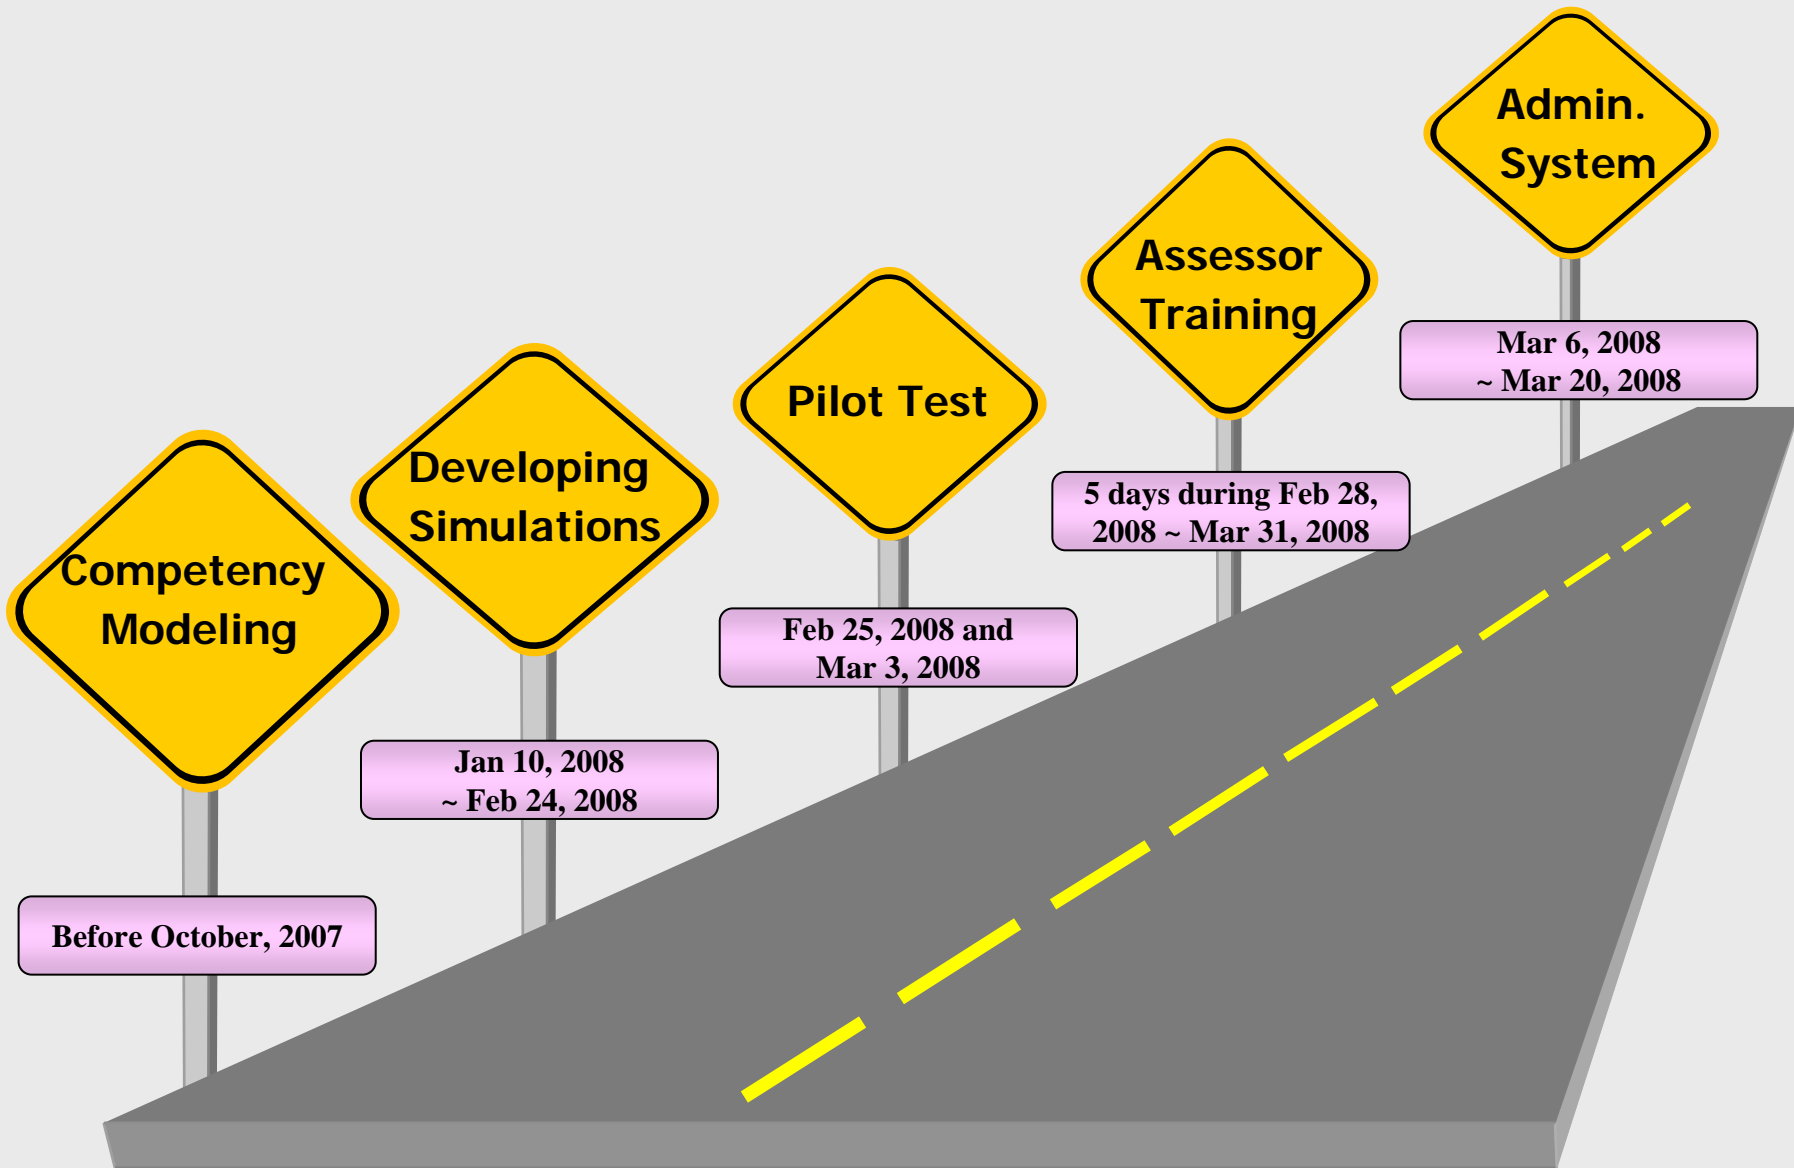 Competency
Modeling
Before October, 2007
Developing
Simulations
Jan 10, 2008
~ Feb 24, 2008
Pilot Test
Feb 25, 2008 and
Mar 3, 2008
Assessor
Training
5 days during Feb 28,
2008 ~ Mar 31, 2008
Admin.
System
Mar 6, 2008
~ Mar 20, 2008